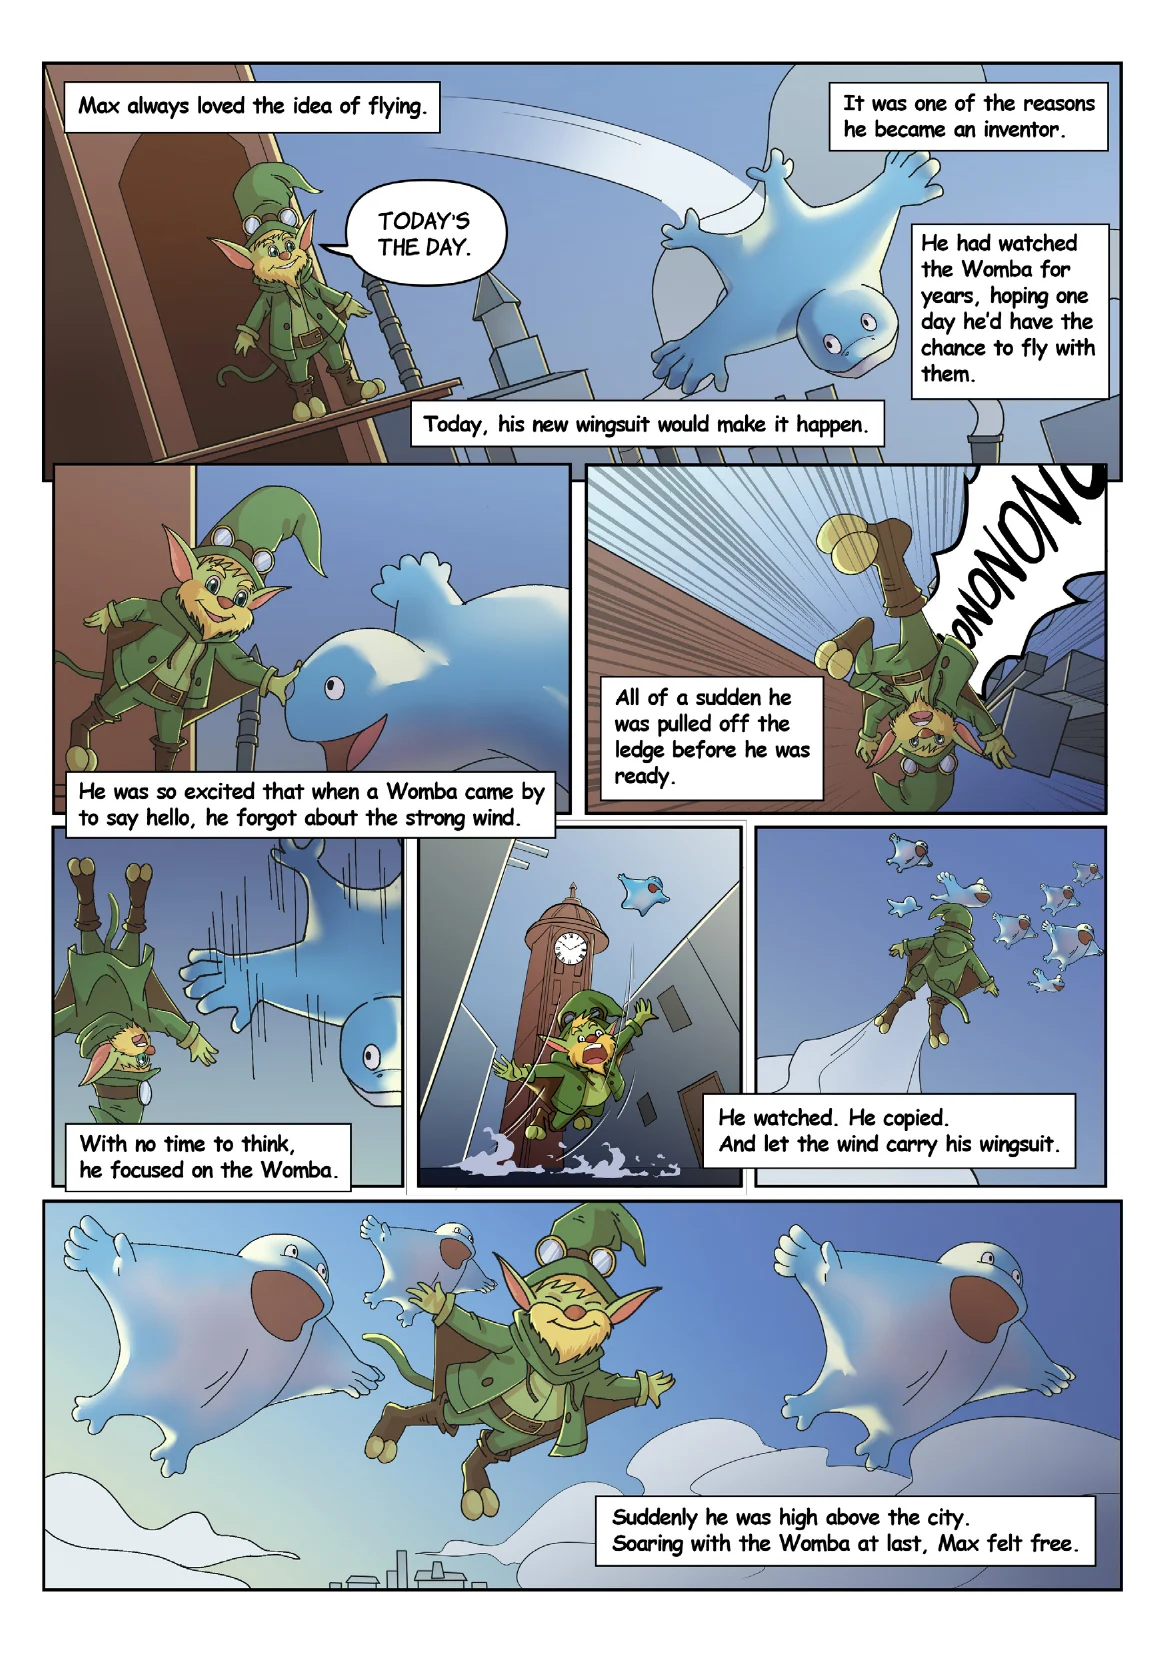 Max always loved the idea of flying.
It was one of the reasons
he became an inventor.
TODAY'S
THE DAY.
He had watched
the Womba for
years, hoping one
day he'd have the
chance to fly with
them.
Today, his new wingsuit would make it happen.
He was so excited that when a Womba came by
to say hello, he forgot about the strong wind.
NONONONO
All of a sudden he
was pulled off the
ledge before he was
ready.
With no time to think,
he focused on the Womba.
He watched. He copied.
And let the wind carry his wingsuit.
Suddenly he was high above the city.
Soaring with the Womba at last, Max felt free.